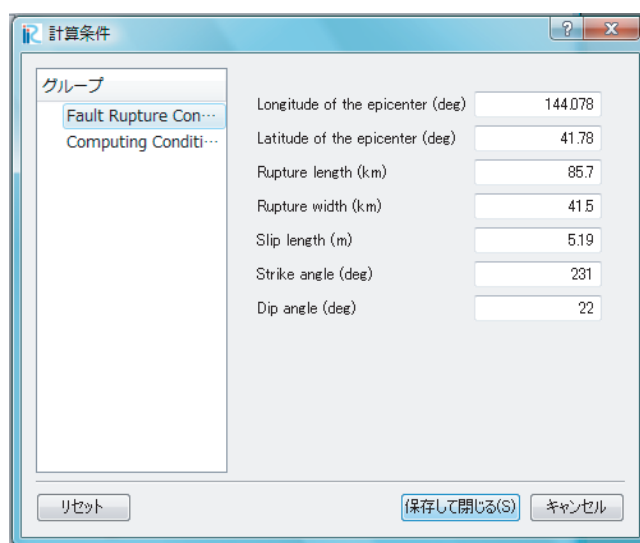 計算条件
グループ
Fault Rupture Con…
Computing Conditi…
Longitude of the epicenter (deg) 144.078
Latitude of the epicenter (deg) 41.78
Rupture length (km) 85.7
Rupture width (km) 41.5
Slip length (m) 5.19
Strike angle (deg) 231
Dip angle (deg) 22
リセット 保存して閉じる(S) キャンセル